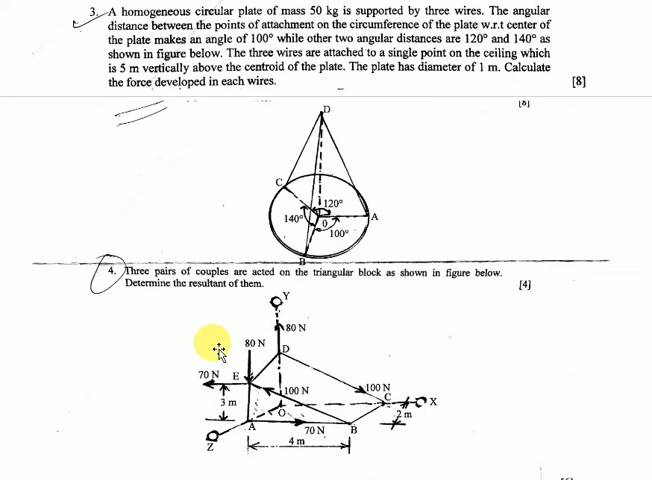 3. A homogeneous circular plate of mass 50 kg is supported by three wires. The angular
distance between the points of attachment on the circumference of the plate w.r.t center of
the plate makes an angle of 100° while other two angular distances are 120° and 140° as
shown in figure below. The three wires are attached to a single point on the ceiling which
is 5 m vertically above the centroid of the plate. The plate has diameter of 1 m. Calculate
the force developed in each wires. [8]
[8]
D
C
120°
140° 0 A
100°
B
4. Three pairs of couples are acted on the triangular block as shown in figure below.
Determine the resultant of them. [4]
Y
80 N
80 N D
70 N E 100 N 100 N
3 m O C X
2 m
A 70 N B
Z 4 m